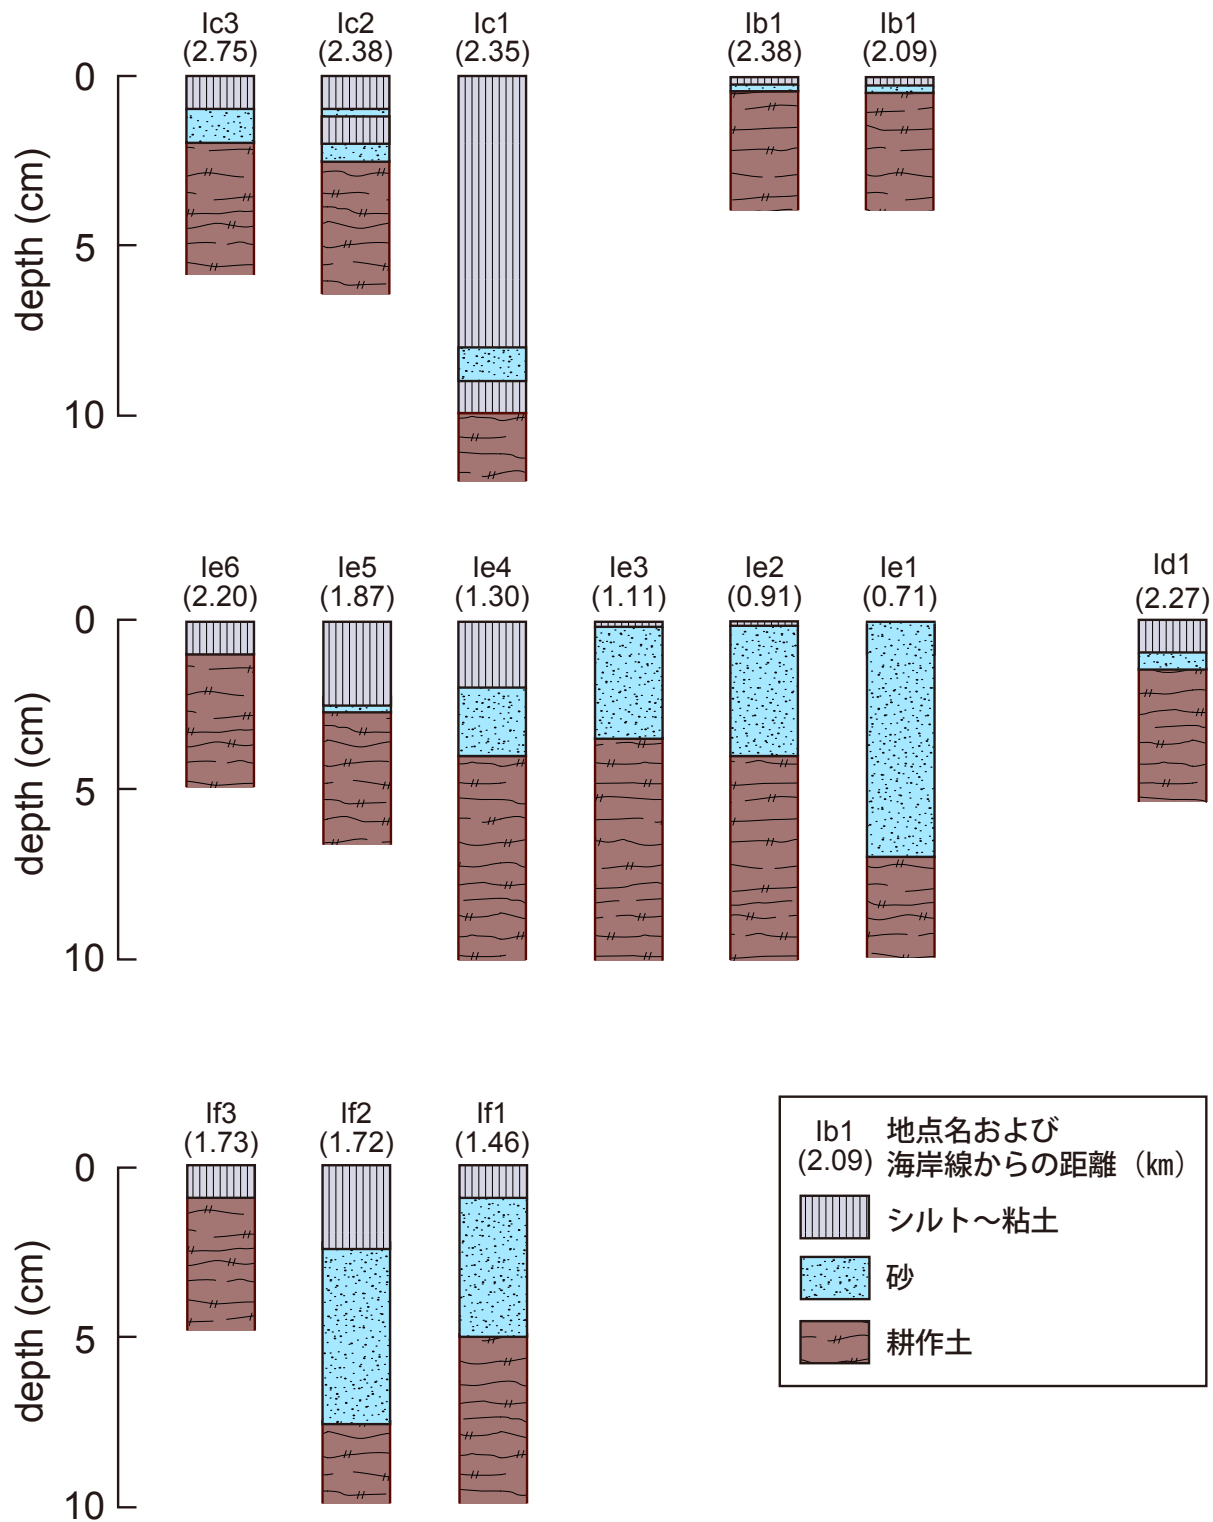 Ic3 Ic2 Ic1 Ib1 Ib1
(2.75) (2.38) (2.35) (2.38) (2.09)
0
5
10
depth (cm)
Ie6 Ie5 Ie4 Ie3 Ie2 Ie1 Id1
(2.20) (1.87) (1.30) (1.11) (0.91) (0.71) (2.27)
0
5
10
depth (cm)
If3 If2 If1
(1.73) (1.72) (1.46)
0
5
10
depth (cm)
Ib1 地点名および
(2.09) 海岸線からの距離（㎞）
シルト～粘土
砂
耕作土